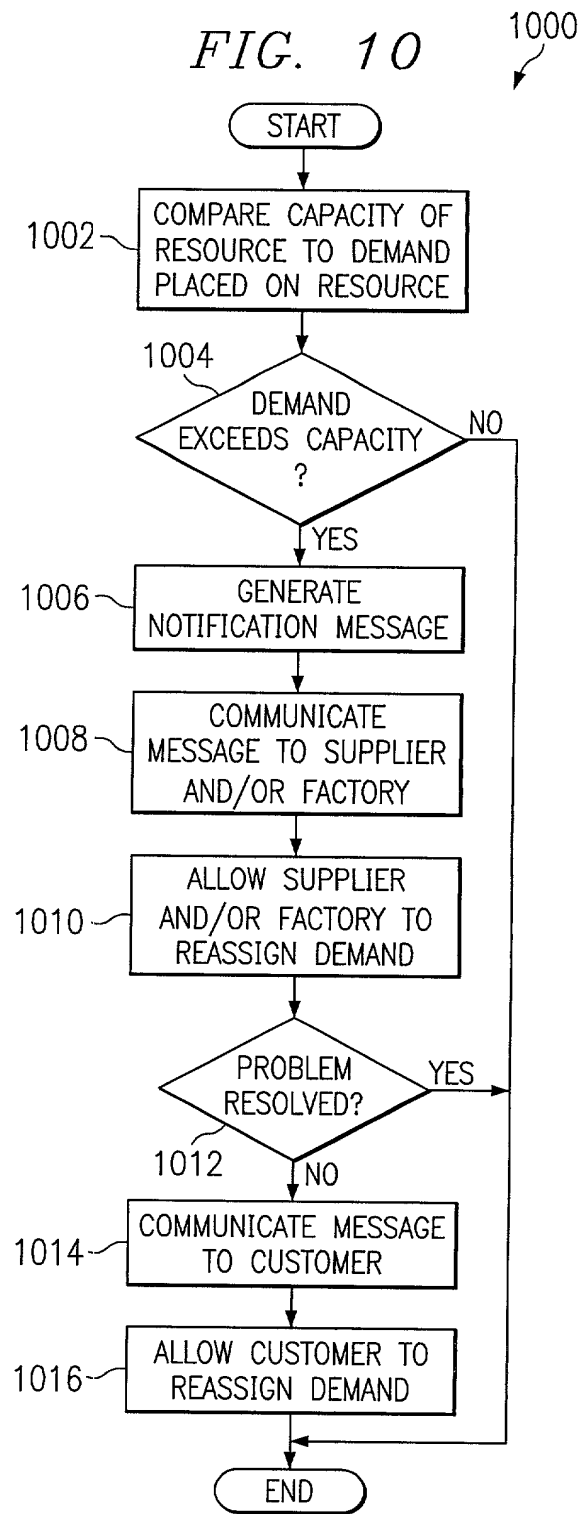 FIG. 10
1000
START
1002
COMPARE CAPACITY OF
RESOURCE TO DEMAND
PLACED ON RESOURCE
1004
DEMAND
EXCEEDS CAPACITY
?
NO
YES
1006
GENERATE
NOTIFICATION MESSAGE
1008
COMMUNICATE
MESSAGE TO SUPPLIER
AND/OR FACTORY
1010
ALLOW SUPPLIER
AND/OR FACTORY TO
REASSIGN DEMAND
PROBLEM
RESOLVED?
YES
1012
NO
1014
COMMUNICATE MESSAGE
TO CUSTOMER
1016
ALLOW CUSTOMER TO
REASSIGN DEMAND
END